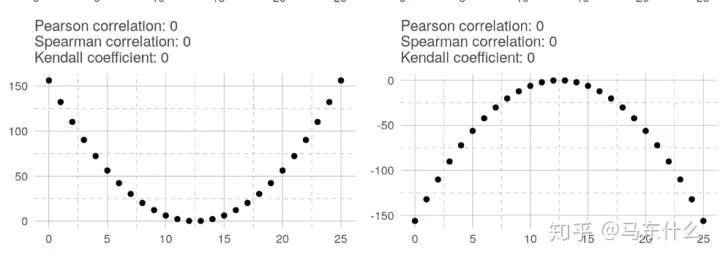 Pearson correlation: 0
Spearman correlation: 0
Kendall coefficient: 0
150
100
50
0
0 5 10 15 20 25
Pearson correlation: 0
Spearman correlation: 0
Kendall coefficient: 0
0
-50
-100
-150
0 5 10 15 20 25
知乎 @马东什么